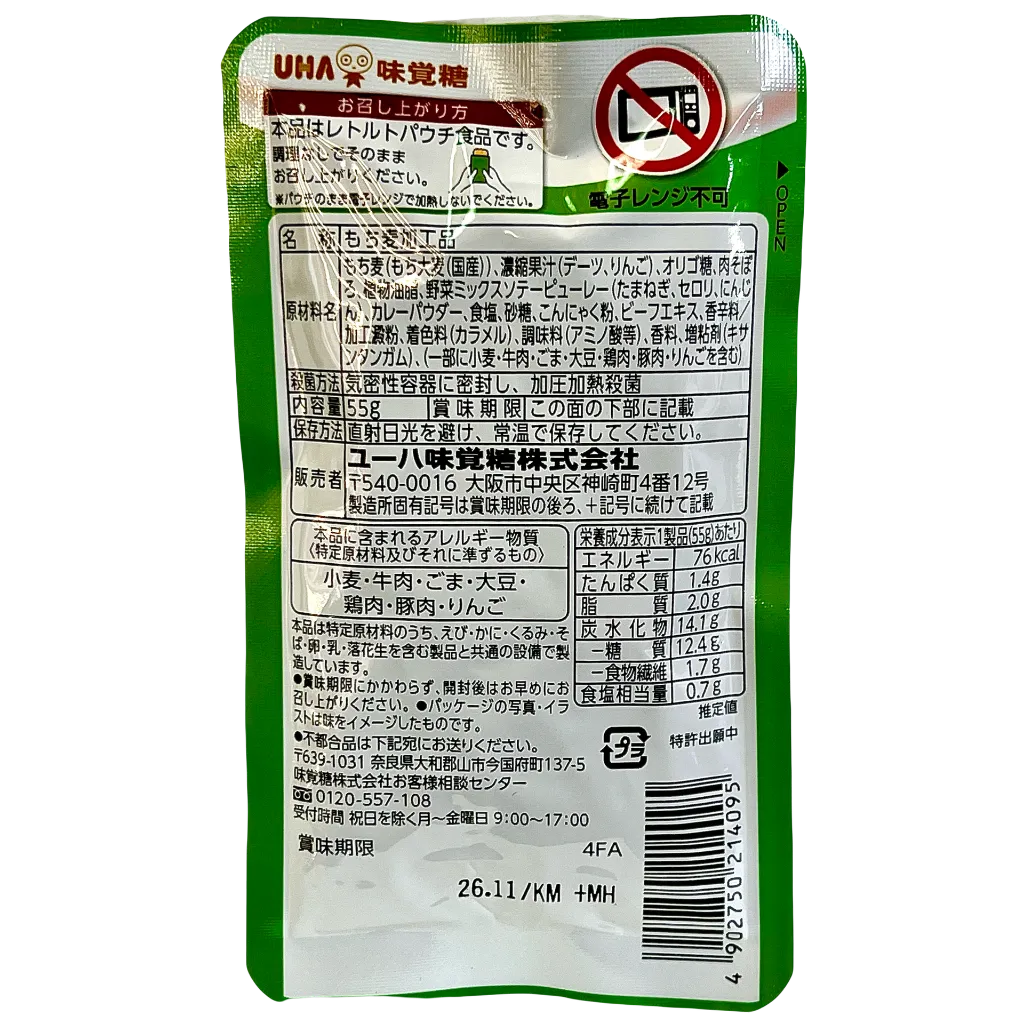 UHA味覚糖
お召し上がり方
本品はレトルトパウチ食品です。
調理なしでそのまま
お召し上がりください。
※パウチのまま電子レンジで加熱しないでください。
電子レンジ不可
▶OPEN
名 称 もち麦加工品
原材料名 もち麦(もち大麦(国産))、濃縮果汁(デーツ、りんご)、オリゴ糖、肉そぼ
ろ、植物油脂、野菜ミックスソテーピューレー(たまねぎ、セロリ、にんじ
ん)、カレーパウダー、食塩、砂糖、こんにゃく粉、ビーフエキス、香辛料/
加工澱粉、着色料(カラメル)、調味料(アミノ酸等)、香料、増粘剤(キサ
ンタンガム)、(一部に小麦・牛肉・ごま・大豆・鶏肉・豚肉・りんごを含む)
殺菌方法 気密性容器に密封し、加圧加熱殺菌
内容量 55g 賞味期限 この面の下部に記載
保存方法 直射日光を避け、常温で保存してください。
販売者 ユーハ味覚糖株式会社
〒540-0016 大阪市中央区神崎町4番12号
製造所固有記号は賞味期限の後ろ、+記号に続けて記載
本品に含まれるアレルギー物質
〈特定原材料及びそれに準ずるもの〉
小麦・牛肉・ごま・大豆・
鶏肉・豚肉・りんご
本品は特定原材料のうち、えび・かに・くるみ・そ
ば・卵・乳・落花生を含む製品と共通の設備で製
造しています。
●賞味期限にかかわらず、開封後はお早めにお
召し上がりください。●パッケージの写真・イラ
ストは味をイメージしたものです。
●不都合品は下記宛にお送りください。
〒639-1031 奈良県大和郡山市今国府町137-5
味覚糖株式会社お客様相談センター
0120-557-108
受付時間 祝日を除く月〜金曜日 9:00〜17:00
栄養成分表示1製品(55g)あたり
エネルギー 76kcal
たんぱく質 1.4g
脂質 2.0g
炭水化物 14.1g
−糖質 12.4g
−食物繊維 1.7g
食塩相当量 0.7g
推定値
プラ
特許出願中
賞味期限 4FA
26.11/KM +MH
4902750214095